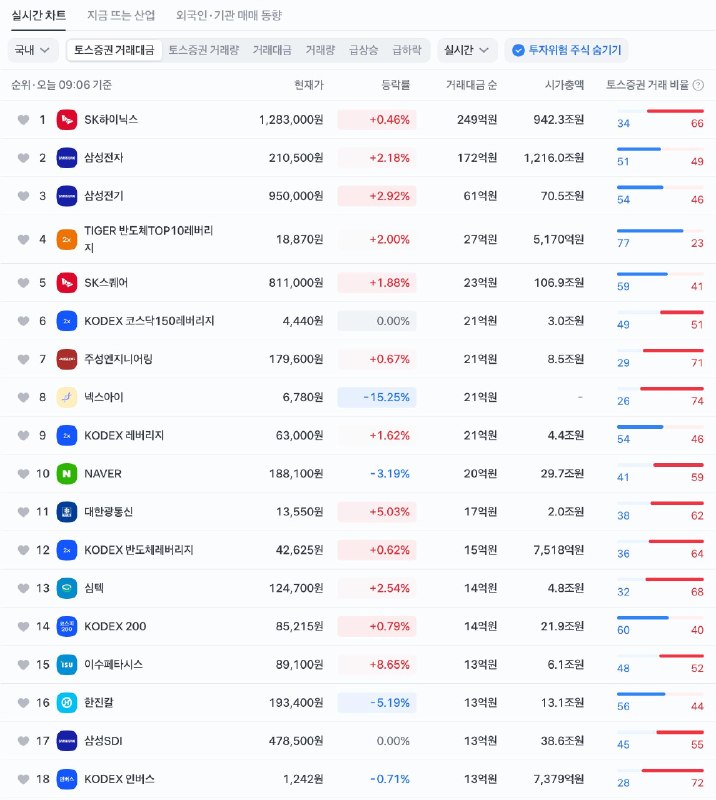 실시간 차트 지금 뜨는 산업 외국인·기관 매매 동향
국내 토스증권 거래대금 토스증권 거래량 거래대금 거래량 급상승 급하락 실시간 투자위험 주식 숨기기
순위·오늘 09:06 기준 현재가 등락률 거래대금 순 시가총액 토스증권 거래 비율 ?
1 SK하이닉스 1,283,000원 +0.46% 249억원 942.3조원 34 66
2 삼성전자 210,500원 +2.18% 172억원 1,216.0조원 51 49
3 삼성전기 950,000원 +2.92% 61억원 70.5조원 54 46
4 2x TIGER 반도체TOP10레버리
지 18,870원 +2.00% 27억원 5,170억원 77 23
5 SK스퀘어 811,000원 +1.88% 23억원 106.9조원 59 41
6 2x KODEX 코스닥150레버리지 4,440원 0.00% 21억원 3.0조원 49 51
7 주성엔지니어링 179,600원 +0.67% 21억원 8.5조원 29 71
8 넥스아이 6,780원 -15.25% 21억원 - 26 74
9 2x KODEX 레버리지 63,000원 +1.62% 21억원 4.4조원 54 46
10 N NAVER 188,100원 -3.19% 20억원 29.7조원 41 59
11 대한광통신 13,550원 +5.03% 17억원 2.0조원 38 62
12 2x KODEX 반도체레버리지 42,625원 +0.62% 15억원 7,518억원 36 64
13 심텍 124,700원 +2.54% 14억원 4.8조원 32 68
14 코스피 200 KODEX 200 85,215원 +0.79% 14억원 21.9조원 60 40
15 ISU 이수페타시스 89,100원 +8.65% 13억원 6.1조원 48 52
16 한진칼 193,400원 -5.19% 13억원 13.1조원 56 44
17 삼성SDI 478,500원 0.00% 13억원 38.6조원 45 55
18 인버스 KODEX 인버스 1,242원 -0.71% 13억원 7,379억원 28 72